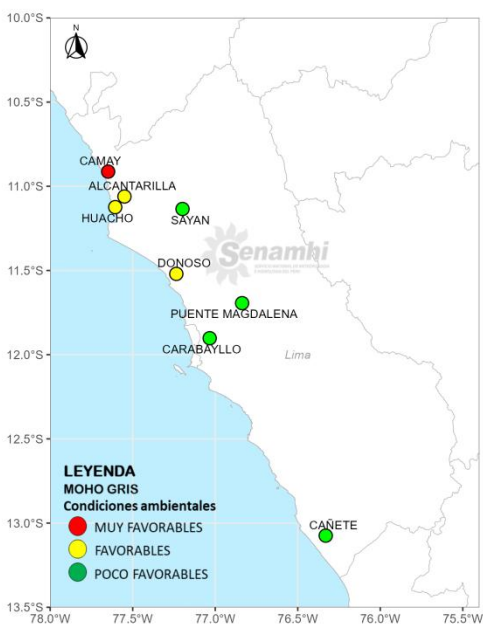 10.0°S
N
10.5°S
CAMAY
11.0°S
ALCANTARILLA
HUACHO
SAYAN
Senamhi
11.5°S
DONOSO
PUENTE MAGDALENA
CARABAYLLO
12.0°S
Lima
12.5°S
LEYENDA
MOHO GRIS
Condiciones ambientales
MUY FAVORABLES
FAVORABLES
POCO FAVORABLES
13.0°S
CAÑETE
13.5°S
78.0°W 77.5°W 77.0°W 76.5°W 76.0°W 75.5°W